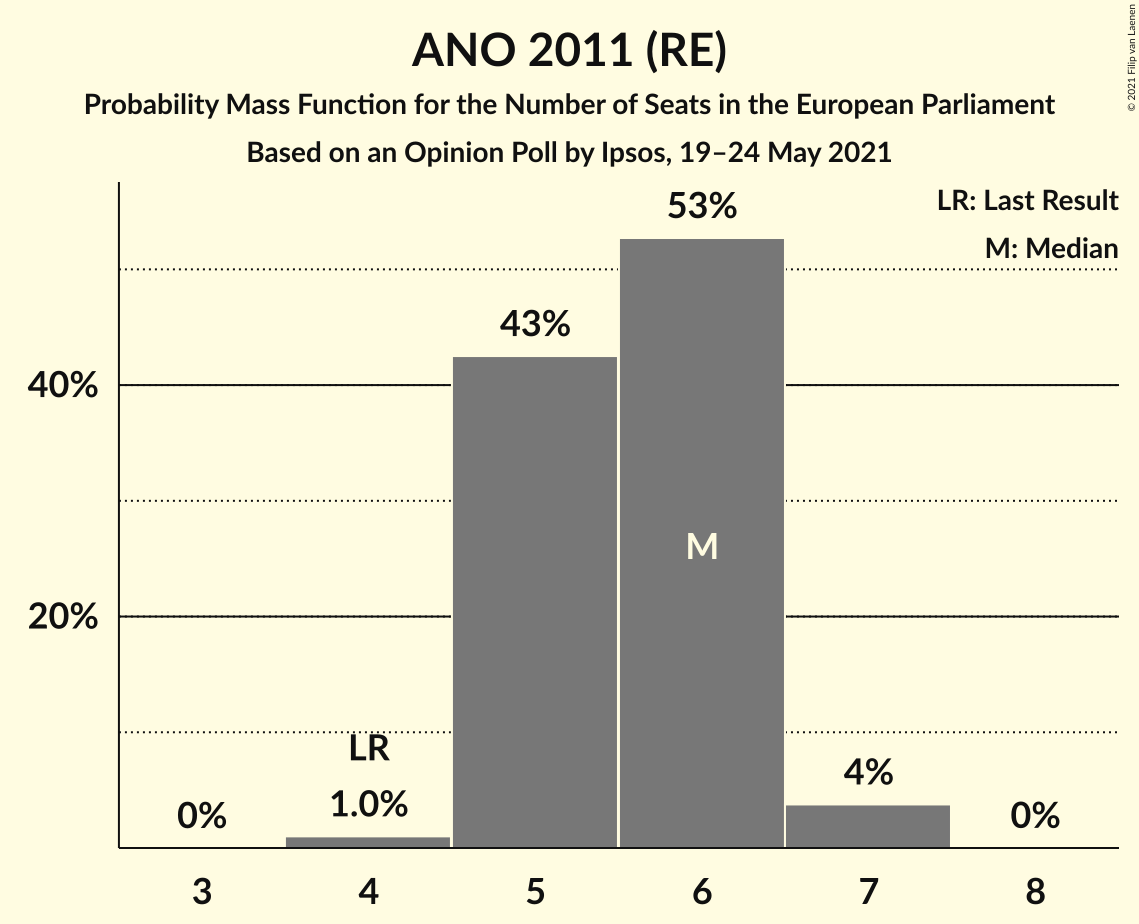 ANO 2011 (RE)
Probability Mass Function for the Number of Seats in the European Parliament
Based on an Opinion Poll by Ipsos, 19–24 May 2021
© 2021 Filip van Laenen
LR: Last Result
M: Median
53%
43%
40%
M
20%
LR
4%
0%
1.0%
0%
3 4 5 6 7 8